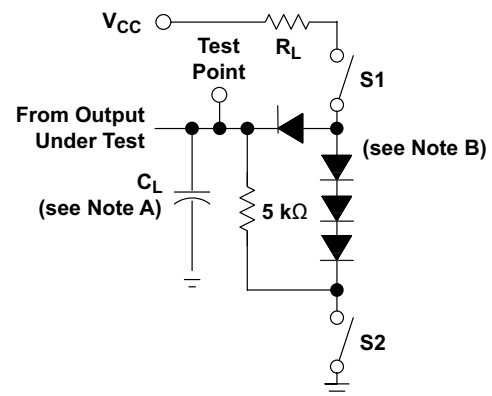 VCC
RL
Test
Point
S1
From Output
Under Test
(see Note B)
CL
(see Note A)
5 kΩ
S2